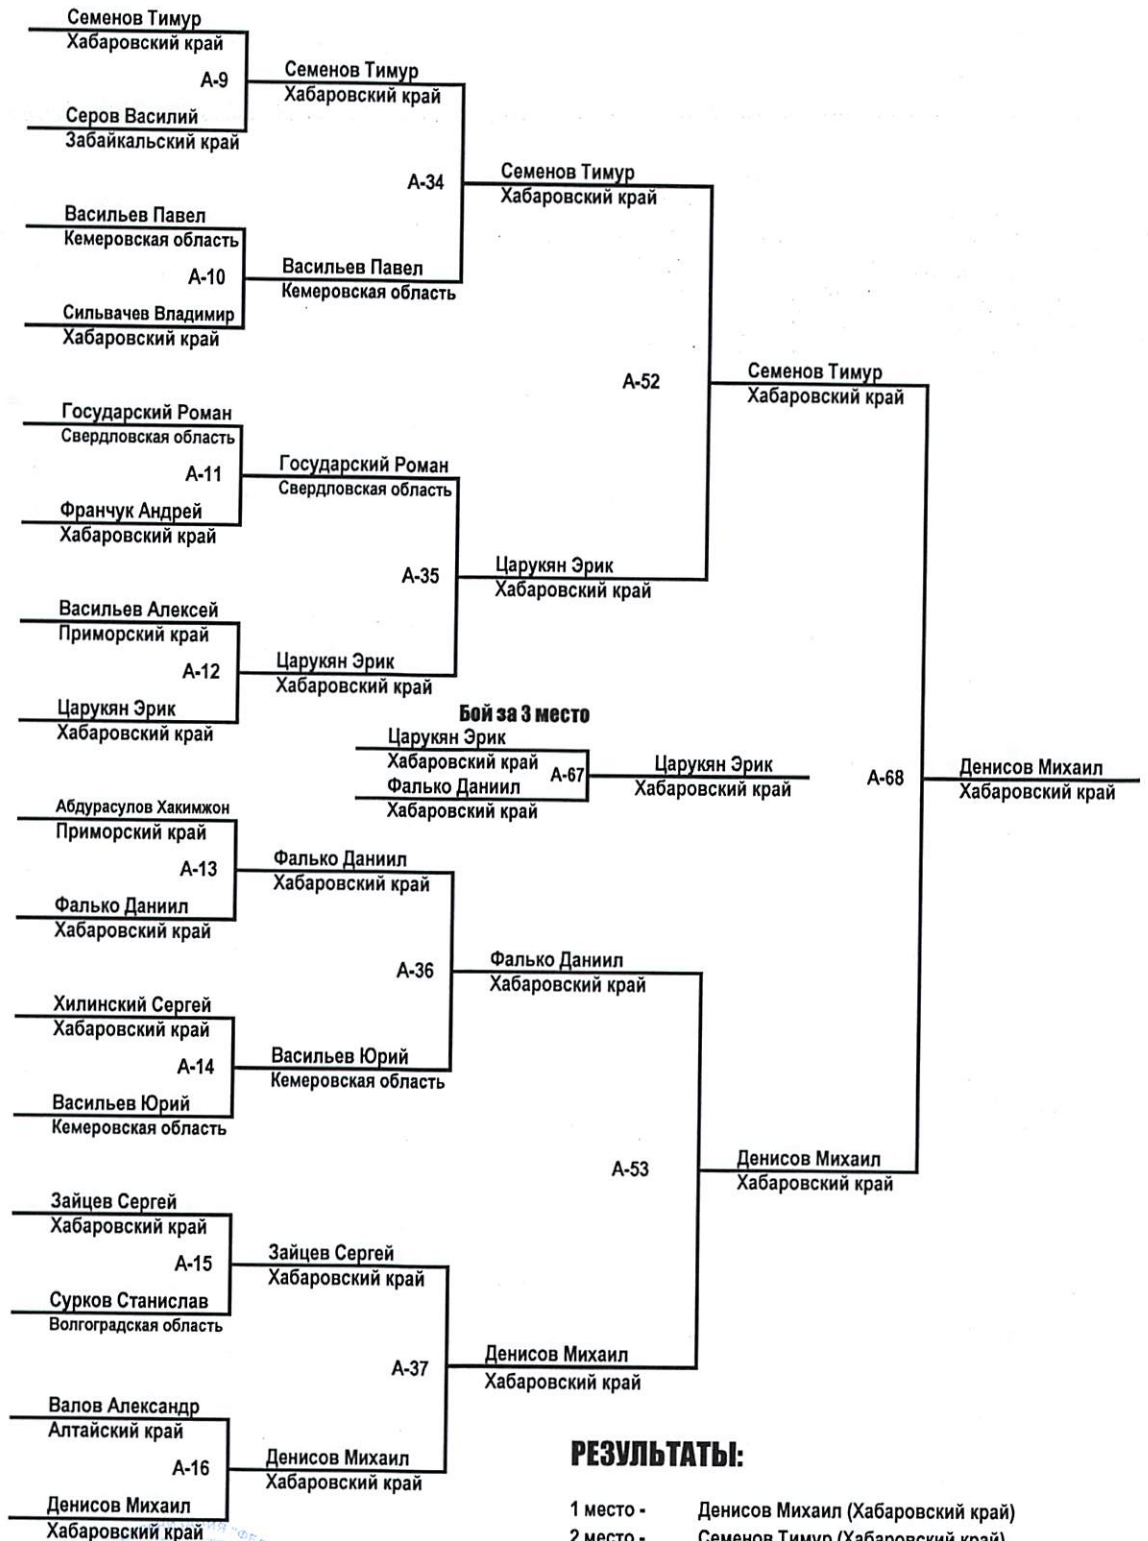 Семенов Тимур
Хабаровский край
А-9
Серов Василий
Забайкальский край
Семенов Тимур
Хабаровский край
А-34
Васильев Павел
Кемеровская область
А-10
Сильвачев Владимир
Хабаровский край
Васильев Павел
Кемеровская область
Семенов Тимур
Хабаровский край
А-52
Государский Роман
Свердловская область
А-11
Франчук Андрей
Хабаровский край
Государский Роман
Свердловская область
А-35
Васильев Алексей
Приморский край
А-12
Царукян Эрик
Хабаровский край
Царукян Эрик
Хабаровский край
Царукян Эрик
Хабаровский край
Семенов Тимур
Хабаровский край
Бой за 3 место
Царукян Эрик
Хабаровский край
А-67
Фалько Даниил
Хабаровский край
Царукян Эрик
Хабаровский край
А-68
Денисов Михаил
Хабаровский край
Абдурасулов Хакимжон
Приморский край
А-13
Фалько Даниил
Хабаровский край
Фалько Даниил
Хабаровский край
А-36
Хилинский Сергей
Хабаровский край
А-14
Васильев Юрий
Кемеровская область
Васильев Юрий
Кемеровская область
Фалько Даниил
Хабаровский край
А-53
Денисов Михаил
Хабаровский край
Зайцев Сергей
Хабаровский край
А-15
Сурков Станислав
Волгоградская область
Зайцев Сергей
Хабаровский край
А-37
Валов Александр
Алтайский край
А-16
Денисов Михаил
Хабаровский край
Денисов Михаил
Хабаровский край
Денисов Михаил
Хабаровский край
РЕЗУЛЬТАТЫ:
1 место - Денисов Михаил (Хабаровский край)
2 место - Семенов Тимур (Хабаровский край)